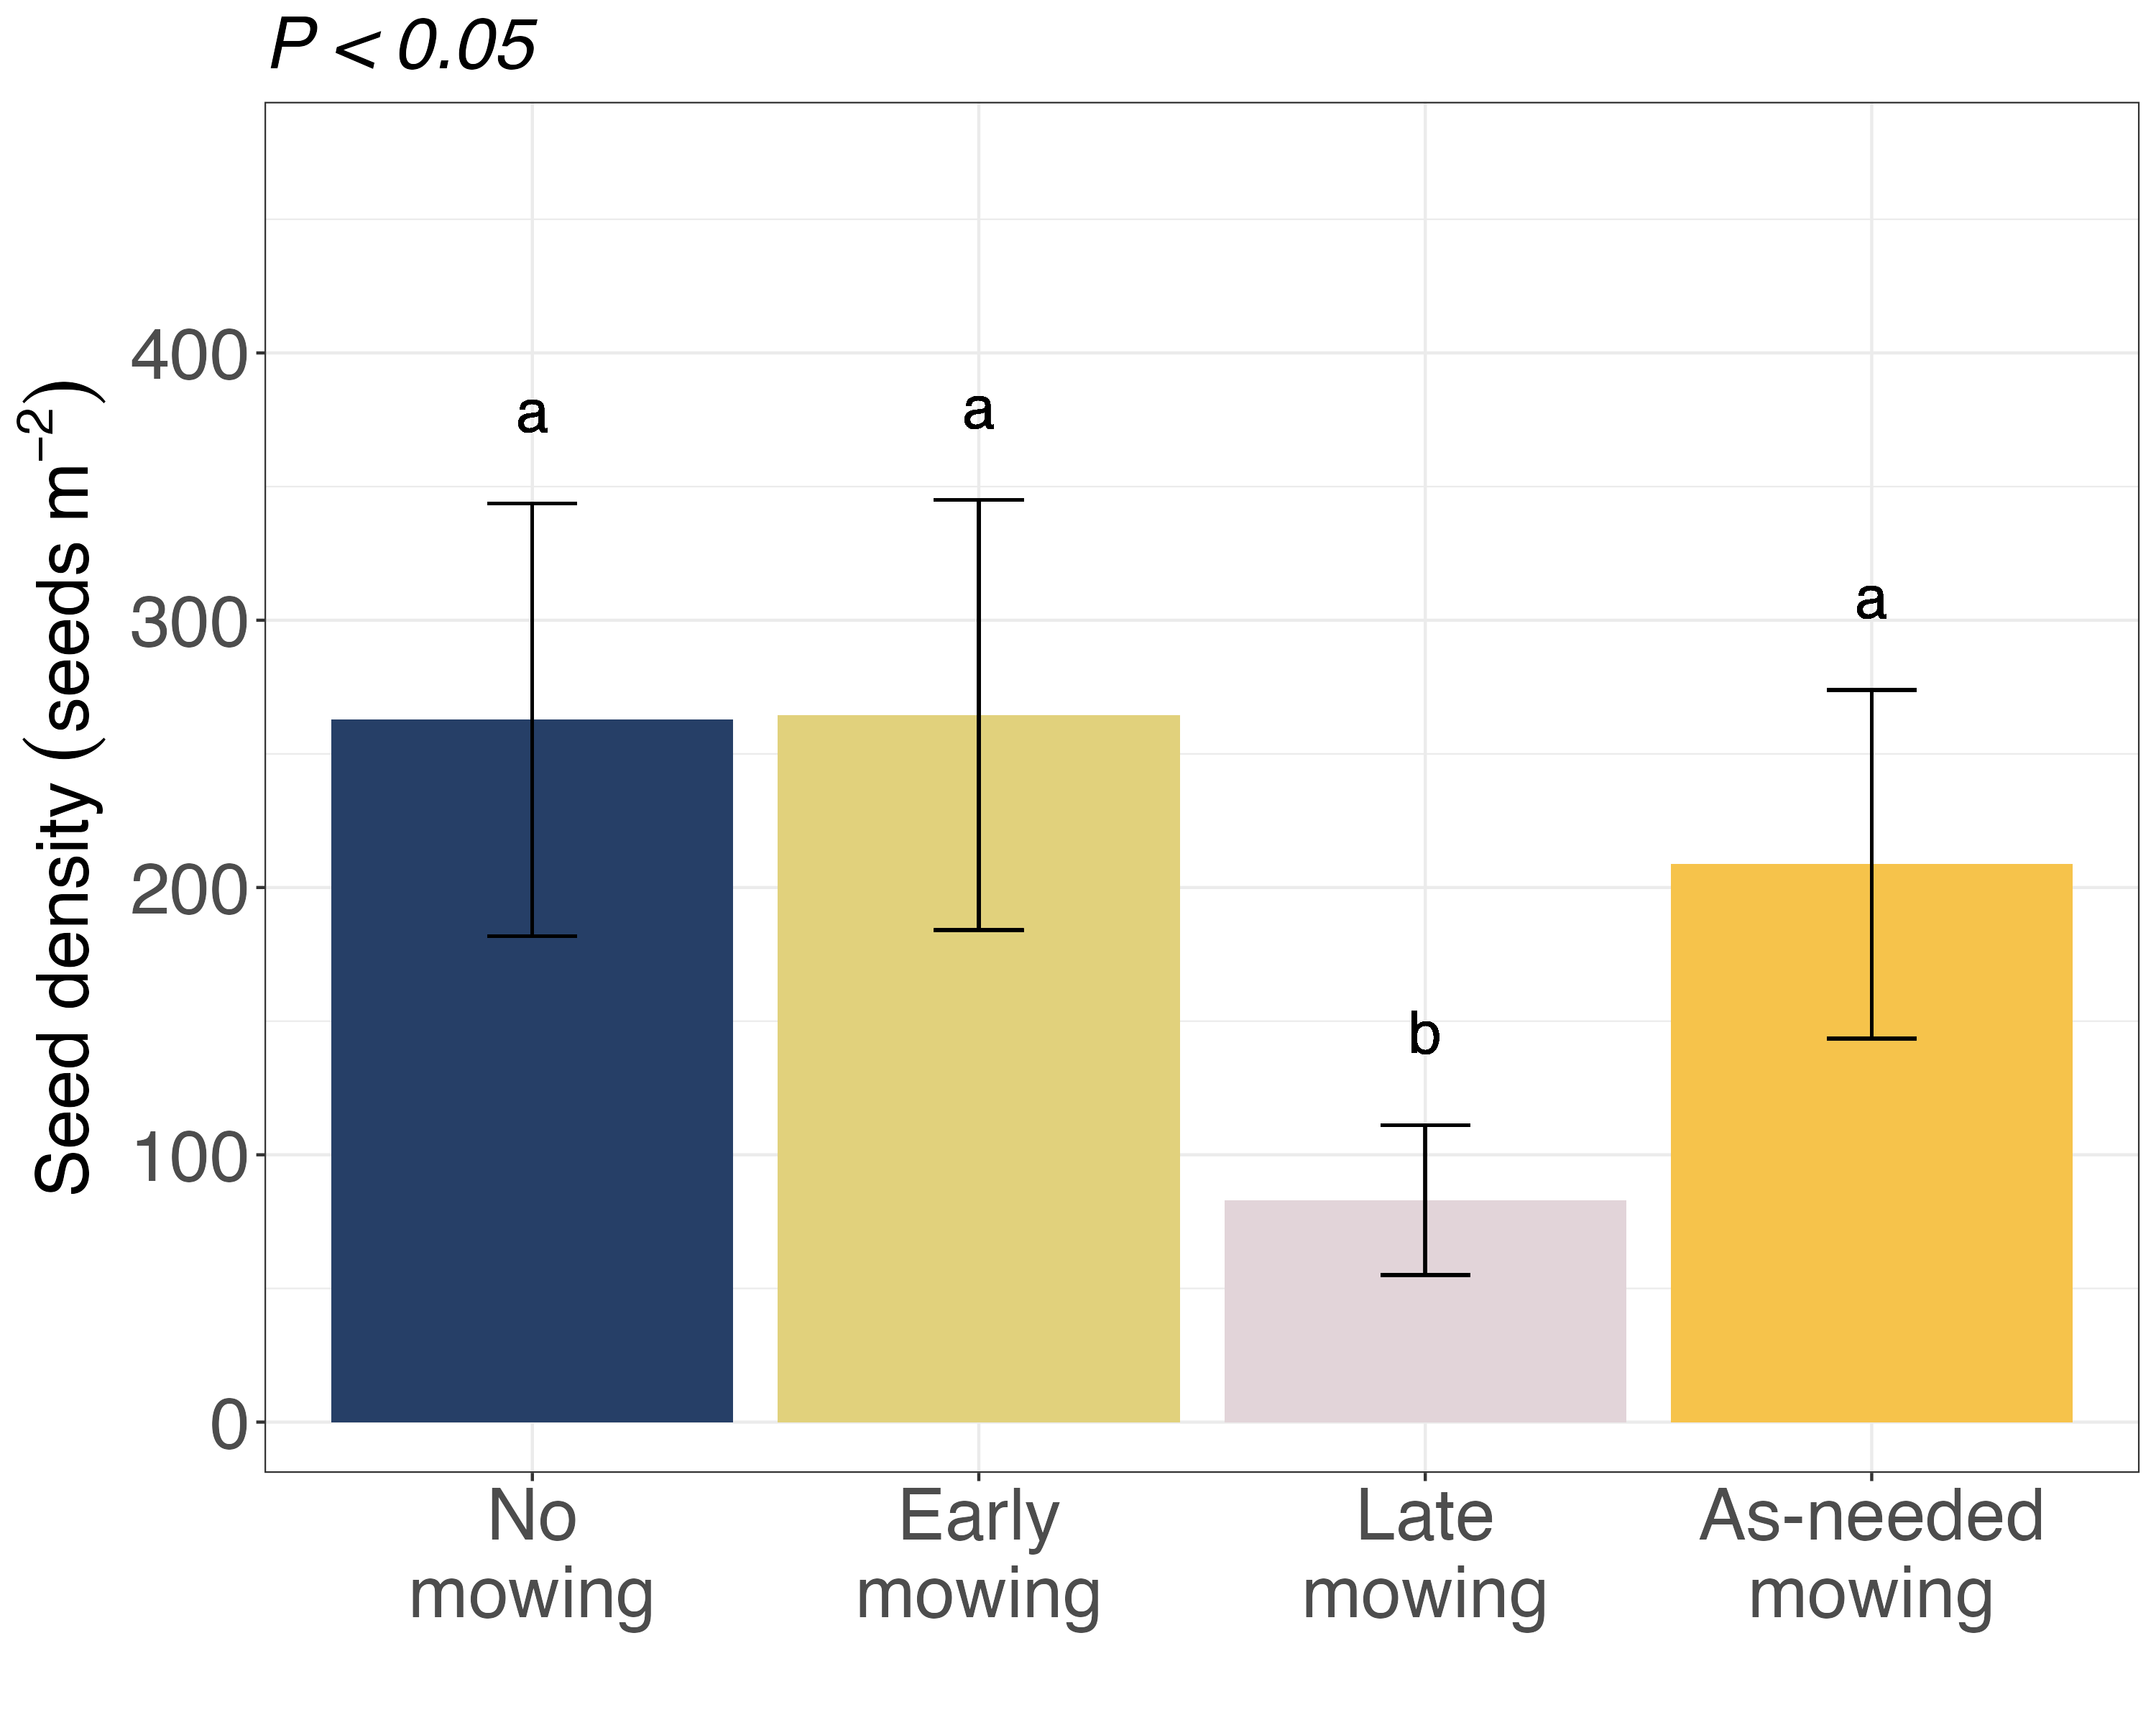 P < 0.05
Seed density (seeds m⁻²)
400
300
200
100
0
a
a
b
a
No
mowing
Early
mowing
Late
mowing
As-needed
mowing